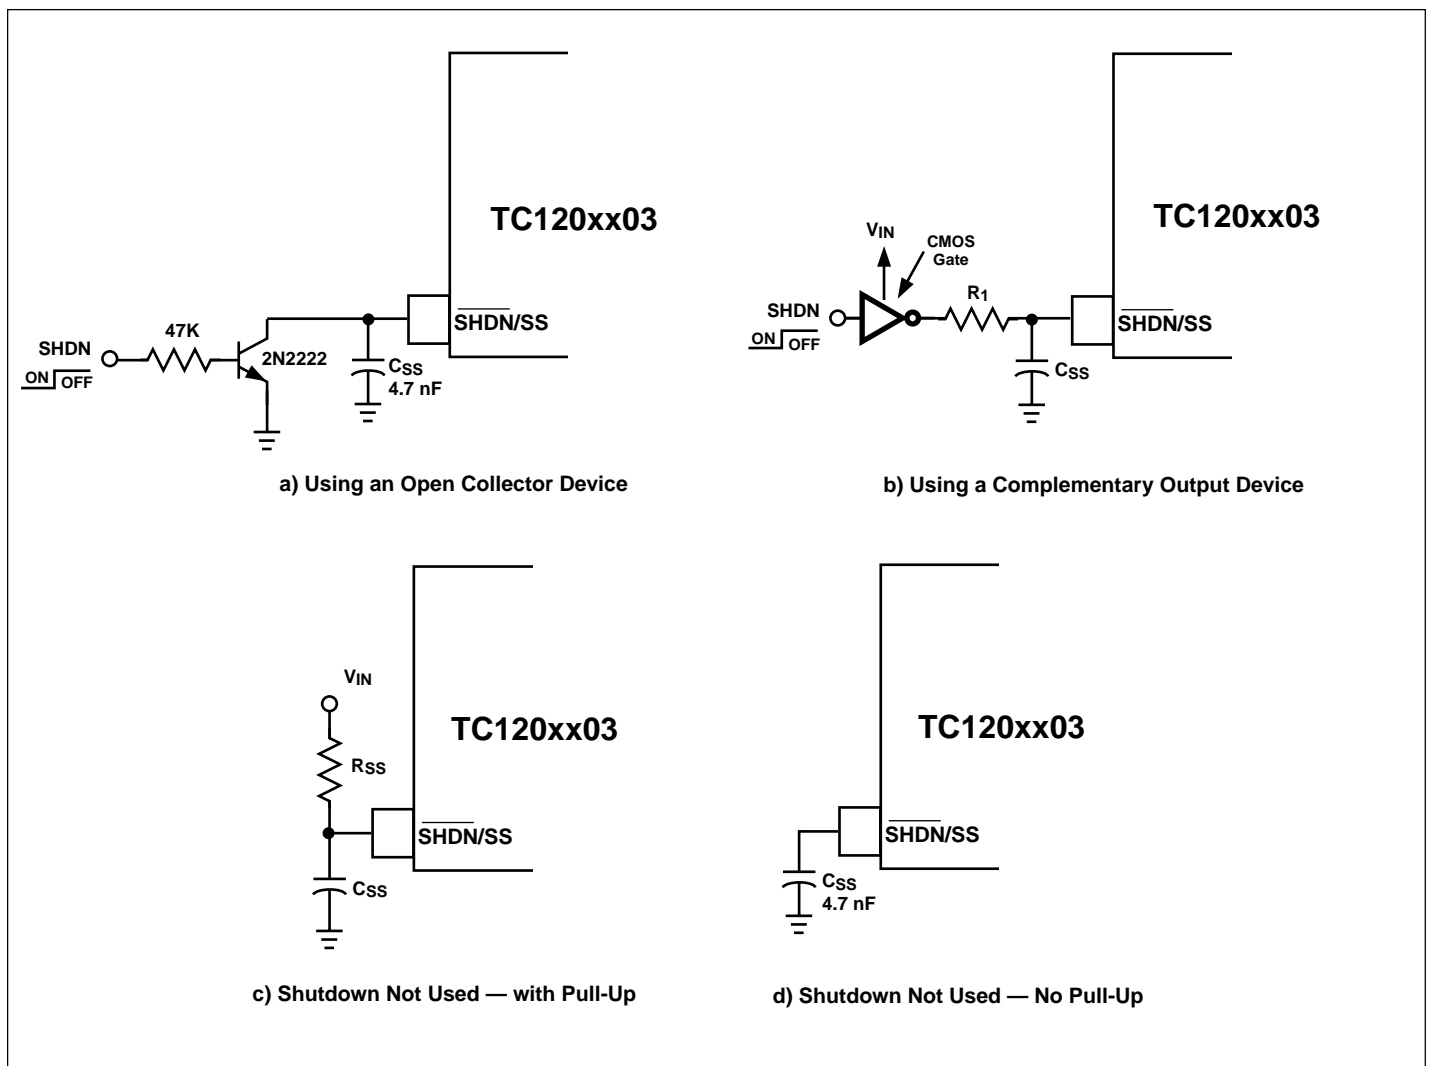 TC120xx03
SHDN/SS
47K
SHDN
ON OFF
2N2222
CSS
4.7 nF
a) Using an Open Collector Device
TC120xx03
VIN
CMOS
Gate
SHDN
ON OFF
R1
SHDN/SS
CSS
b) Using a Complementary Output Device
VIN
TC120xx03
RSS
SHDN/SS
CSS
c) Shutdown Not Used — with Pull-Up
TC120xx03
SHDN/SS
CSS
4.7 nF
d) Shutdown Not Used — No Pull-Up